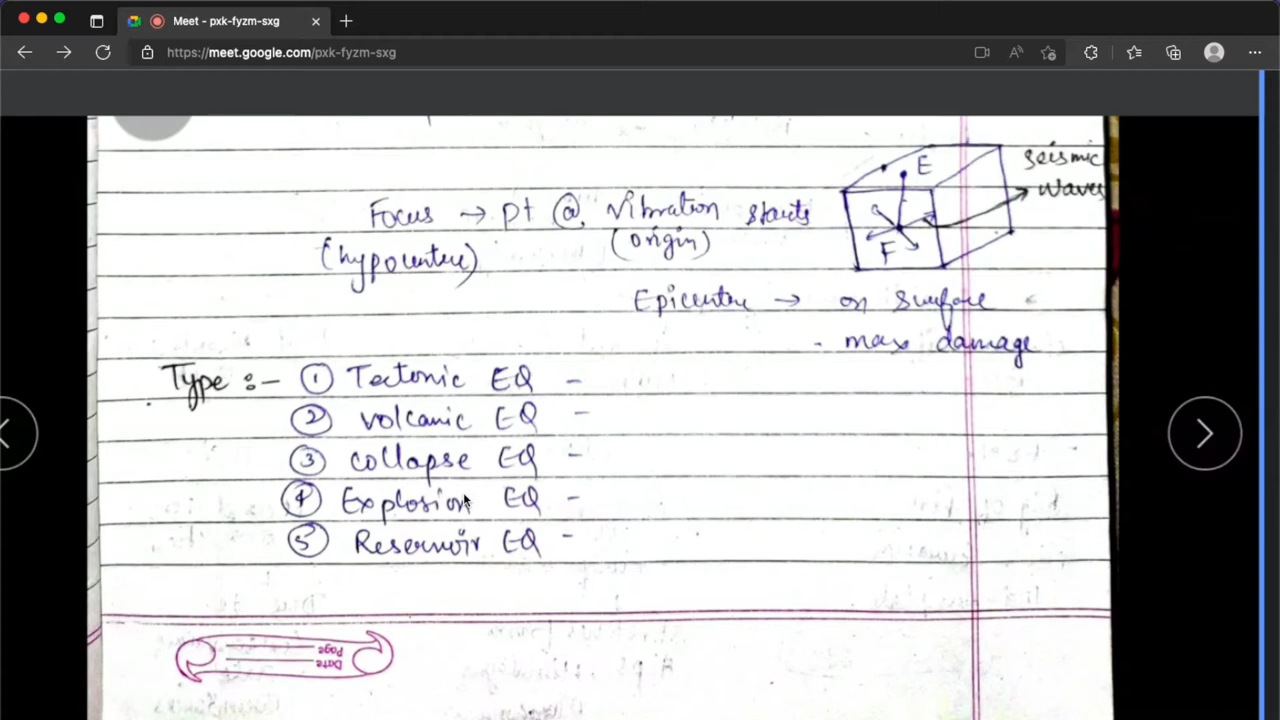 Meet - pxk-fyzm-sxg
https://meet.google.com/pxk-fyzm-sxg
E
seismic
waves
Focus → pt @ vibration starts
(hypocentre) (origin)
F
Epicentre → on surface
- max damage
Type :- ① Tectonic EQ -
② volcanic EQ -
③ collapse EQ -
④ Explosion EQ -
⑤ Reservoir EQ -
Page
Date